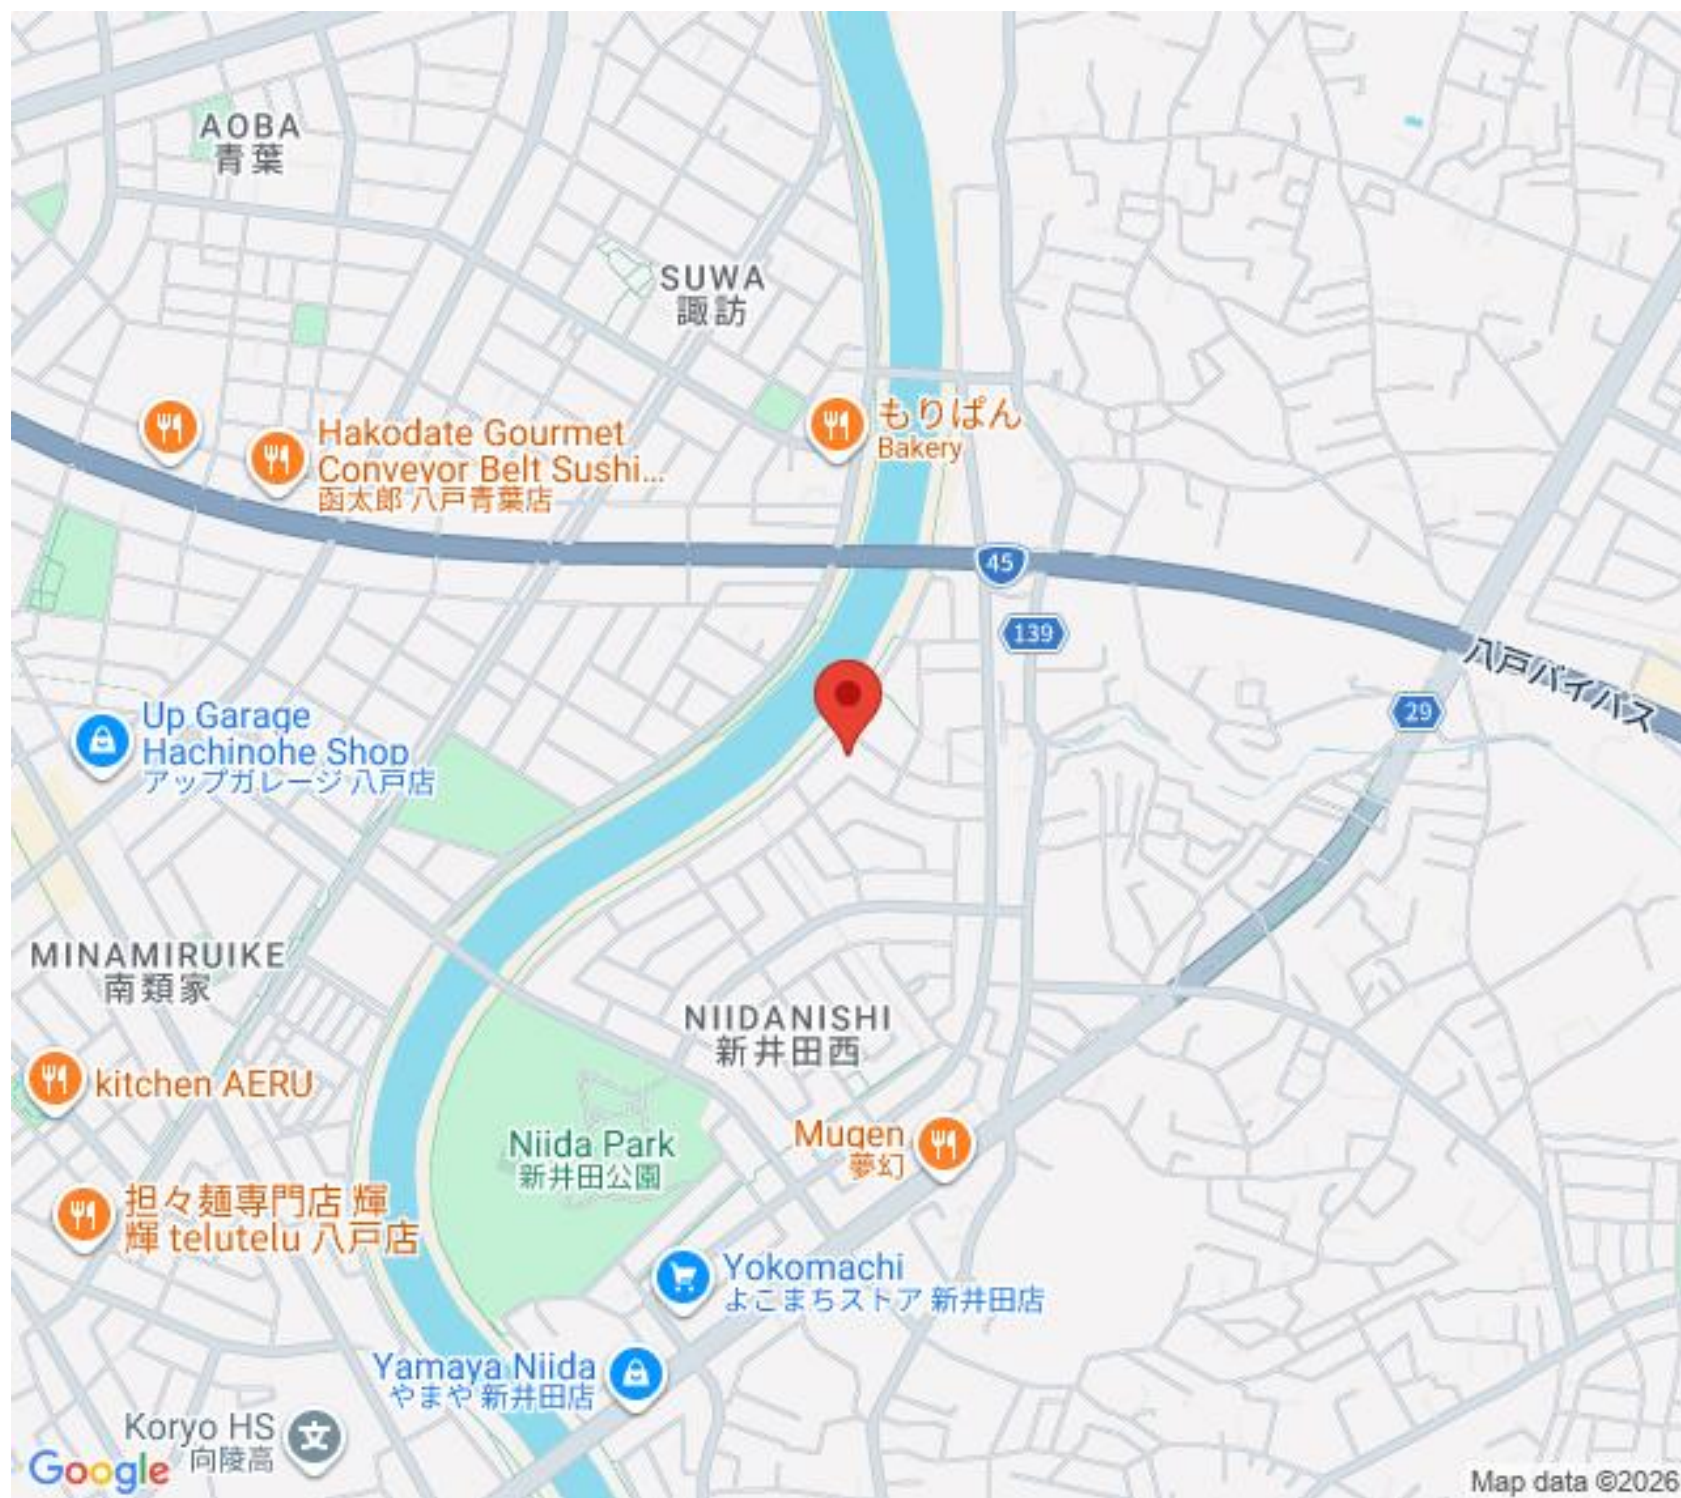 AOBA
青葉
SUWA
諏訪
もりぱん
Bakery
Hakodate Gourmet
Conveyor Belt Sushi...
函太郎 八戸青葉店
45
139
八戸バイパス
29
Up Garage
Hachinohe Shop
アップガレージ 八戸店
MINAMIRUIKE
南類家
NIIDANISHI
新井田西
kitchen AERU
Mugen
夢幻
Niida Park
新井田公園
担々麺専門店 輝
輝 telutelu 八戸店
Yokomachi
よこまちストア 新井田店
Yamaya Niida
やまや 新井田店
Koryo HS
向陵高
文
Google
Map data ©2026